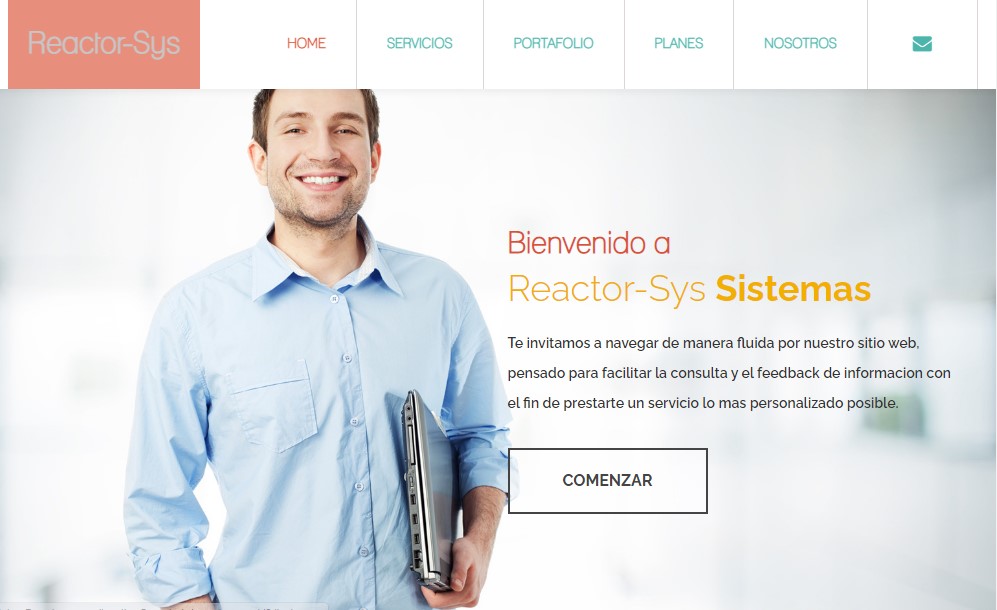 Reactor-Sys
HOME SERVICIOS PORTAFOLIO PLANES NOSOTROS
Bienvenido a
Reactor-Sys Sistemas
Te invitamos a navegar de manera fluida por nuestro sitio web,
pensado para facilitar la consulta y el feedback de informacion con
el fin de prestarte un servicio lo mas personalizado posible.
COMENZAR